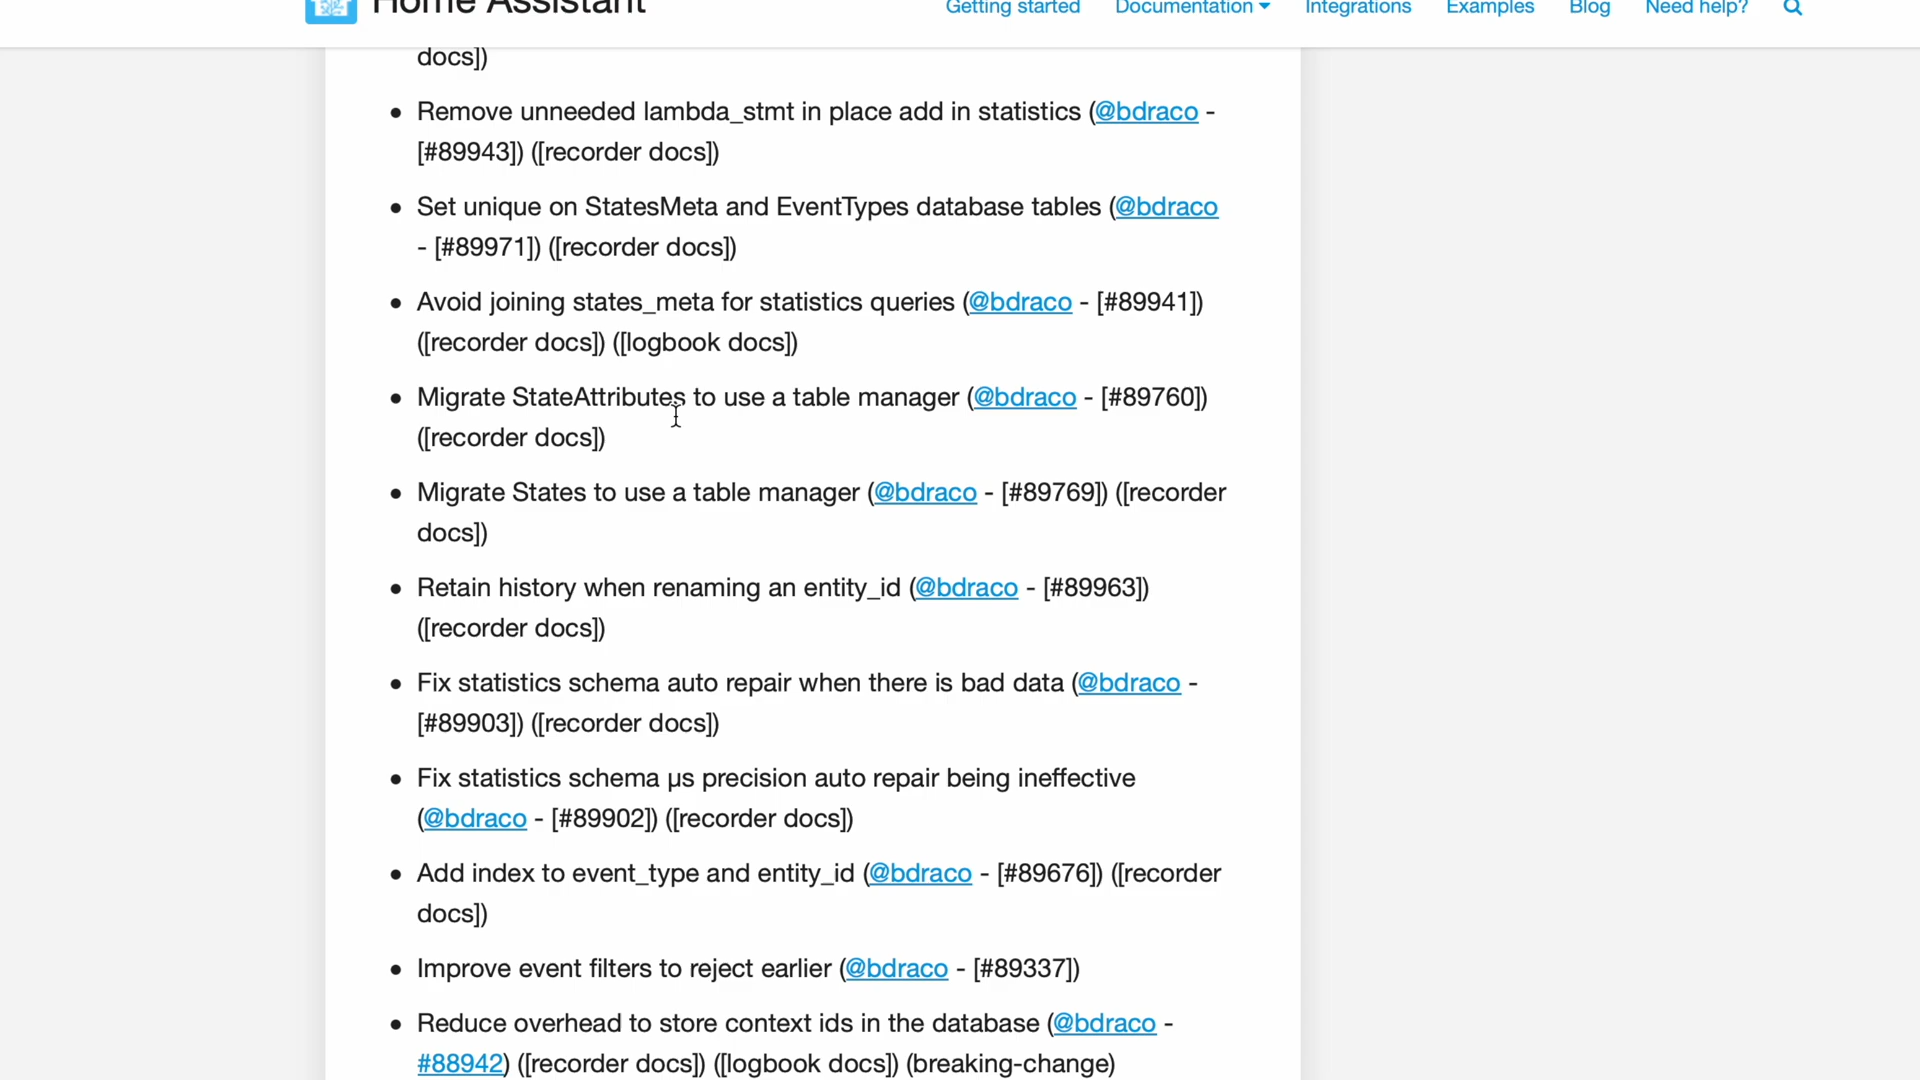 Home Assistant
Getting started
Documentation
Integrations
Examples
Blog
Need help?
docs])
Remove unneeded lambda_stmt in place add in statistics (@bdraco -
[#89943]) ([recorder docs])
Set unique on StatesMeta and EventTypes database tables (@bdraco
- [#89971]) ([recorder docs])
Avoid joining states_meta for statistics queries (@bdraco - [#89941])
([recorder docs]) ([logbook docs])
Migrate StateAttributes to use a table manager (@bdraco - [#89760])
([recorder docs])
Migrate States to use a table manager (@bdraco - [#89769]) ([recorder
docs])
Retain history when renaming an entity_id (@bdraco - [#89963])
([recorder docs])
Fix statistics schema auto repair when there is bad data (@bdraco -
[#89903]) ([recorder docs])
Fix statistics schema µs precision auto repair being ineffective
(@bdraco - [#89902]) ([recorder docs])
Add index to event_type and entity_id (@bdraco - [#89676]) ([recorder
docs])
Improve event filters to reject earlier (@bdraco - [#89337])
Reduce overhead to store context ids in the database (@bdraco -
#88942) ([recorder docs]) ([logbook docs]) (breaking-change)